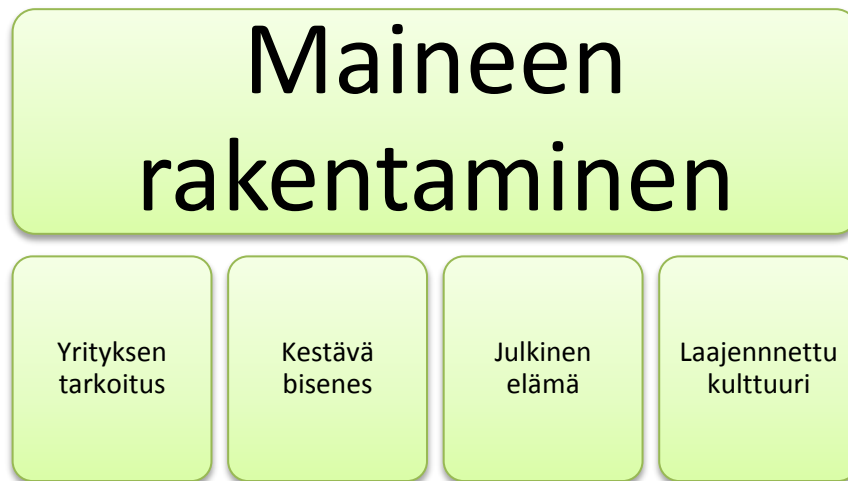 Maineen
rakentaminen
Yrityksen
tarkoitus
Kestävä
bisenes
Julkinen
elämä
Laajennnettu
kulttuuri